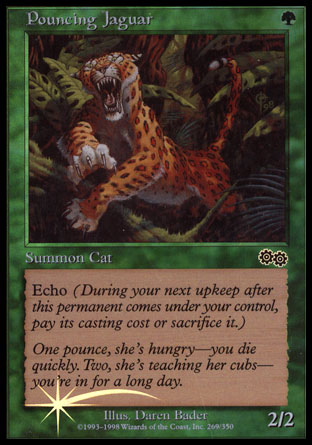 Pouncing Jaguar
Summon Cat
Echo (During your next upkeep after
this permanent comes under your control,
pay its casting cost or sacrifice it.)
One pounce, she's hungry—you die
quickly. Two, she's teaching her cubs—
you're in for a long day.
Illus. Daren Bader
©1993–1998 Wizards of the Coast, Inc. 269/350
2/2